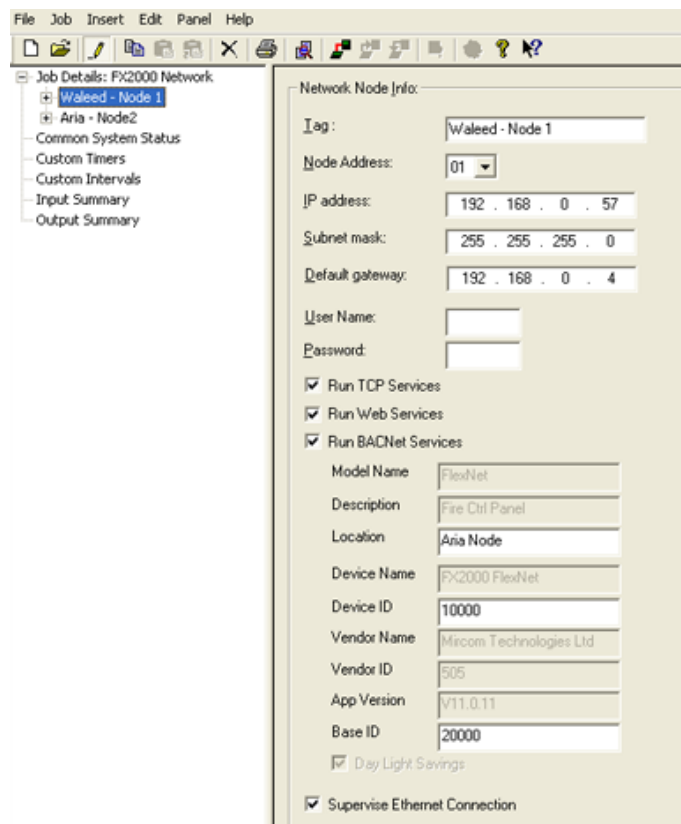 File Job Insert Edit Panel Help
Job Details: FX2000 Network
Waleed - Node 1
Aria - Node2
Common System Status
Custom Timers
Custom Intervals
Input Summary
Output Summary
Network Node Info:
Tag: Waleed - Node 1
Node Address: 01
IP address: 192 . 168 . 0 . 57
Subnet mask: 255 . 255 . 255 . 0
Default gateway: 192 . 168 . 0 . 4
User Name:
Password:
Run TCP Services
Run Web Services
Run BACNet Services
Model Name FlexNet
Description Fire Ctrl Panel
Location Aria Node
Device Name FX2000 FlexNet
Device ID 10000
Vendor Name Mircom Technologies Ltd
Vendor ID 505
App Version V11.0.11
Base ID 20000
Day Light Savings
Supervise Ethernet Connection